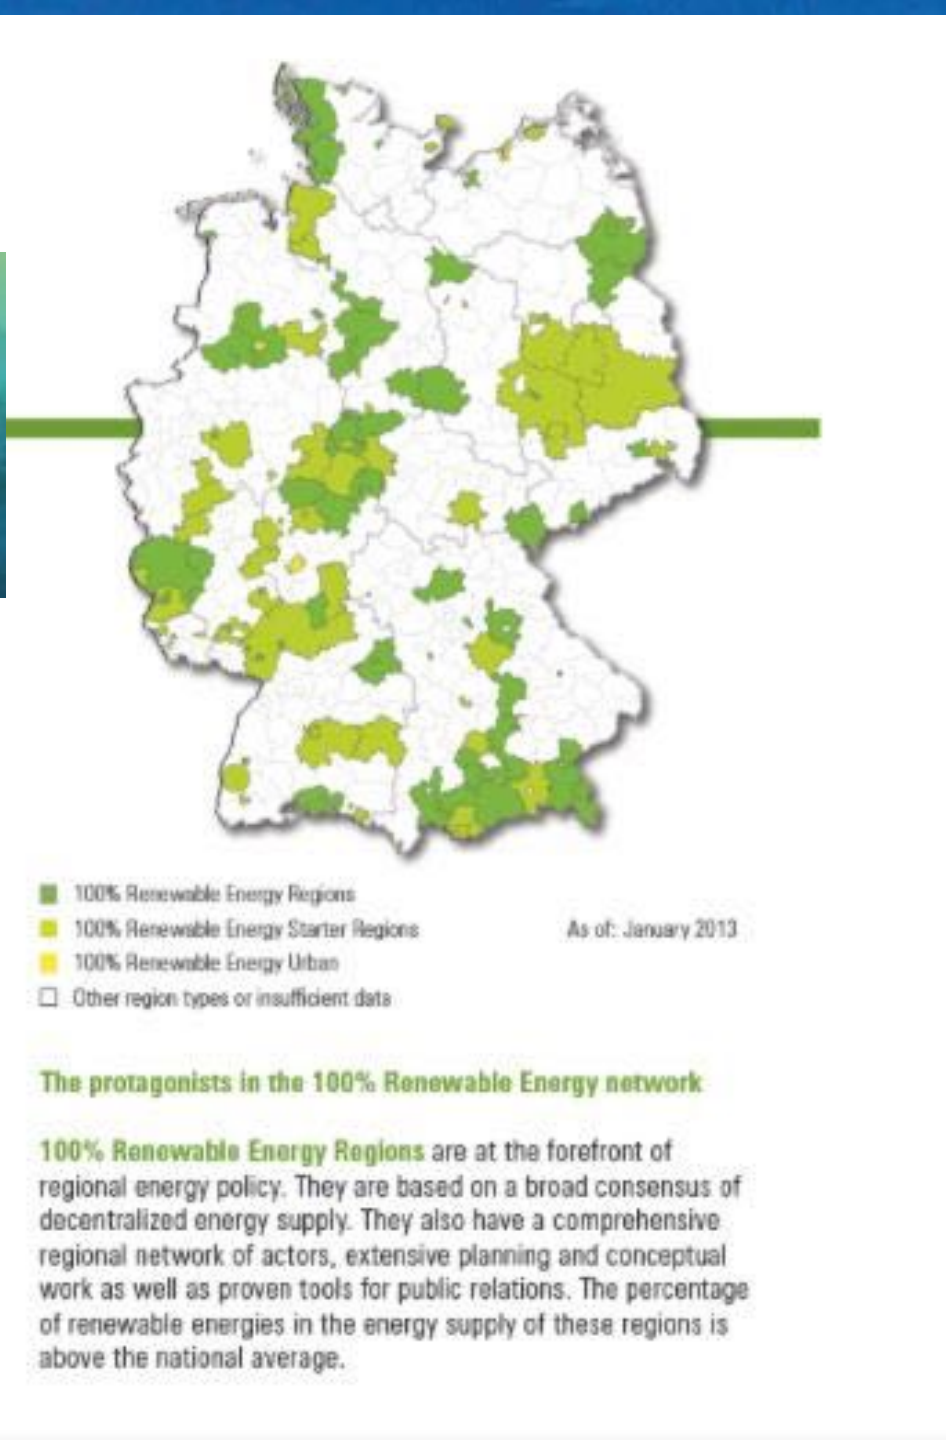 100% Renewable Energy Regions
100% Renewable Energy Starter Regions
As of: January 2013
100% Renewable Energy Urban
Other region types or insufficient data
The protagonists in the 100% Renewable Energy network
100% Renewable Energy Regions are at the forefront of
regional energy policy. They are based on a broad consensus of
decentralized energy supply. They also have a comprehensive
regional network of actors, extensive planning and conceptual
work as well as proven tools for public relations. The percentage
of renewable energies in the energy supply of these regions is
above the national average.